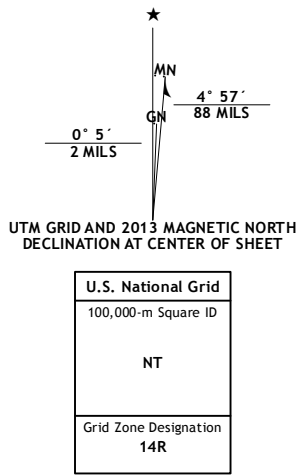 ★
MN
4° 57´
88 MILS
GN
0° 5´
2 MILS
UTM GRID AND 2013 MAGNETIC NORTH
DECLINATION AT CENTER OF SHEET
U.S. National Grid
100,000-m Square ID
NT
Grid Zone Designation
14R